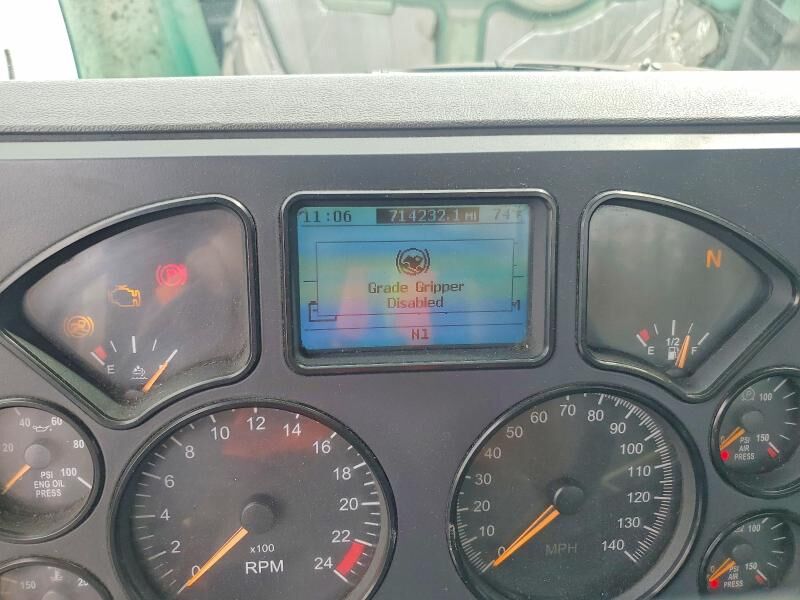 11:06 714232.1 MI 74°F
Grade Gripper
Disabled
N1
N
E
E 1/2 F
20 40 60 80 100
PSI
ENG OIL
PRESS
0 2 4 6 8 10 12 14 16 18 20 22 24
x100
RPM
0 10 20 30 40 50 60 70 80 90 100 110 120 130 140
MPH
100
150
PSI
AIR
PRESS
100
150
PSI
AIR
PRESS
150